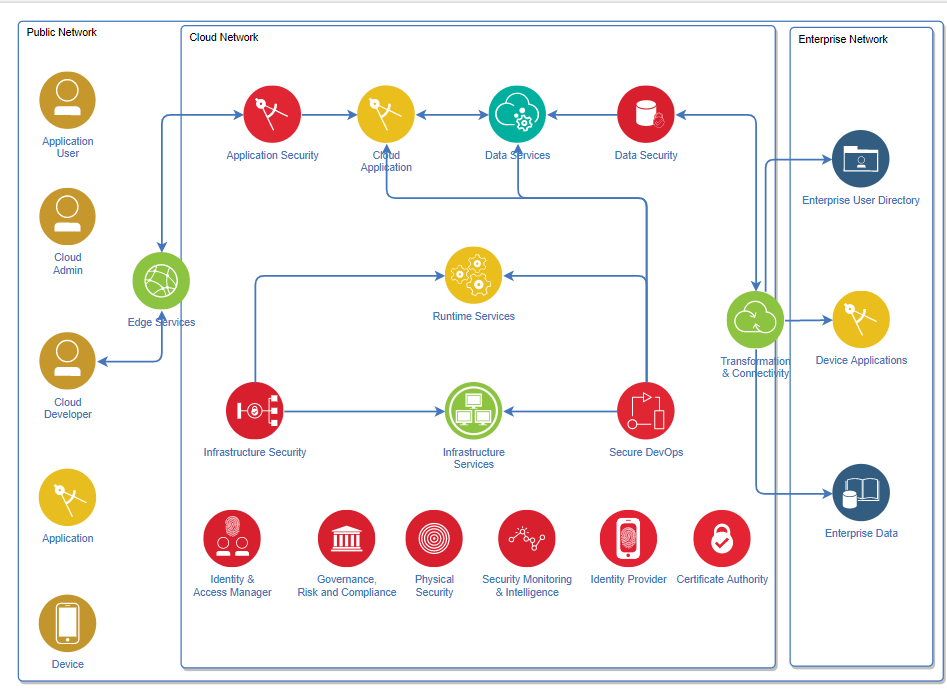 Public Network
Cloud Network
Enterprise Network
Application
User
Application Security
Cloud
Application
Data Services
Data Security
Enterprise User Directory
Cloud
Admin
Edge Services
Runtime Services
Transformation
& Connectivity
Device Applications
Cloud
Developer
Infrastructure Security
Infrastructure
Services
Secure DevOps
Application
Enterprise Data
Identity &
Access Manager
Governance,
Risk and Compliance
Physical
Security
Security Monitoring
& Intelligence
Identity Provider
Certificate Authority
Device